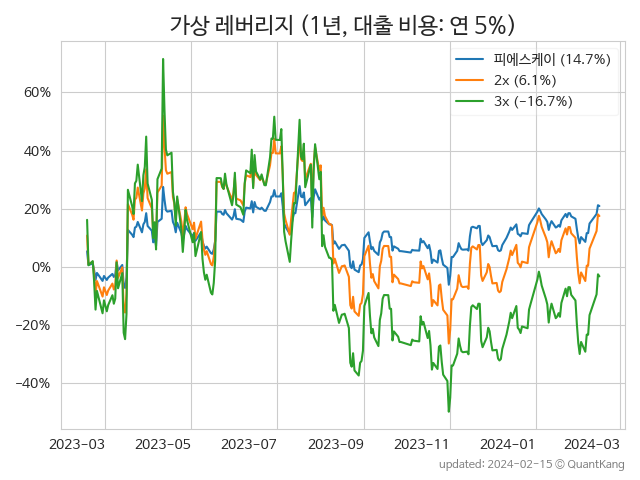 가상 레버리지 (1년, 대출 비용: 연 5%)
피에스케이 (14.7%)
2x (6.1%)
3x (−16.7%)
60%
40%
20%
0%
−20%
−40%
2023-03 2023-05 2023-07 2023-09 2023-11 2024-01 2024-03
updated: 2024-02-15 © QuantKang